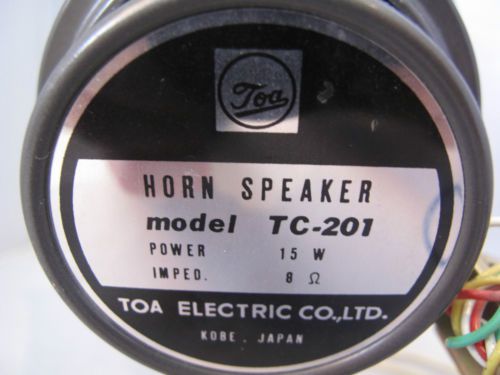 Toa
HORN SPEAKER
model TC-201
POWER 15 W
IMPED. 8 Ω
TOA ELECTRIC CO.,LTD.
KOBE, JAPAN